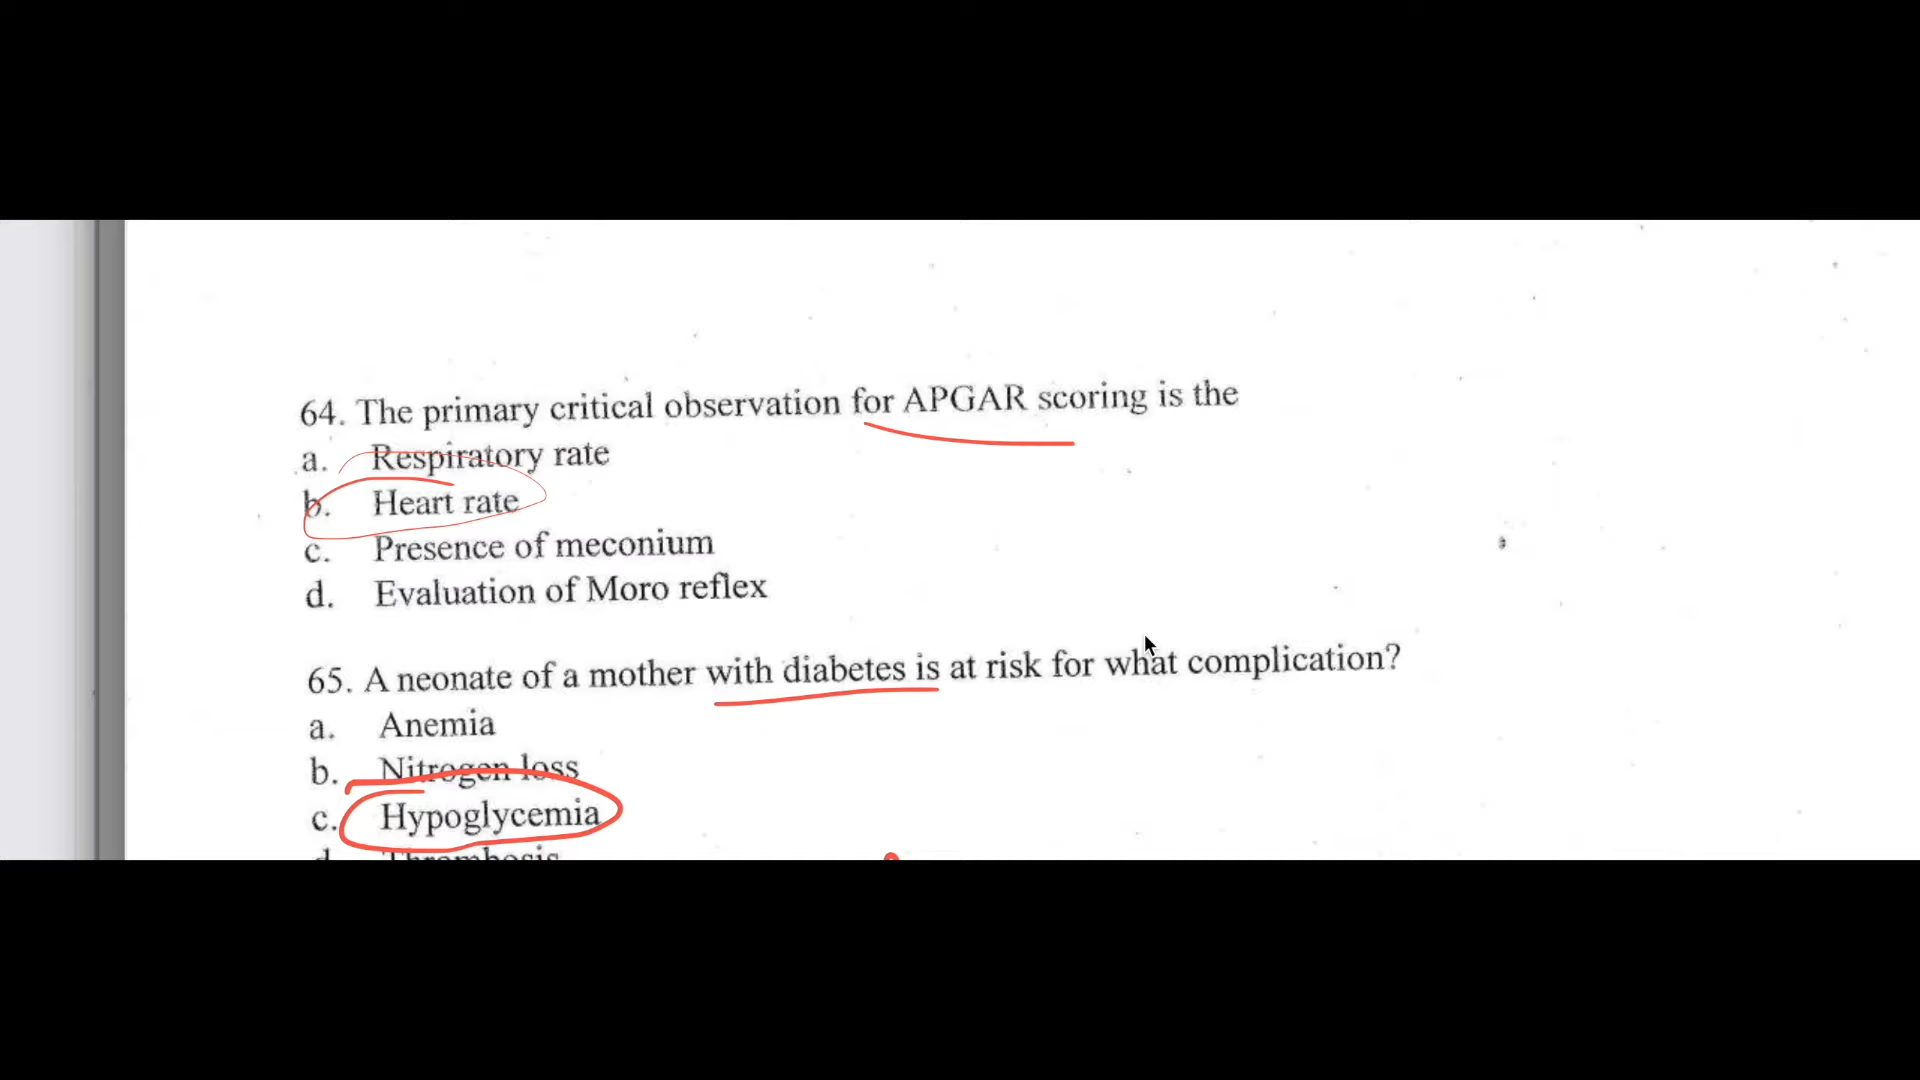 64. The primary critical observation for APGAR scoring is the
a. Respiratory rate
b. Heart rate
c. Presence of meconium
d. Evaluation of Moro reflex
65. A neonate of a mother with diabetes is at risk for what complication?
a. Anemia
b. Nitrogen loss
c. Hypoglycemia
d. Thrombosis